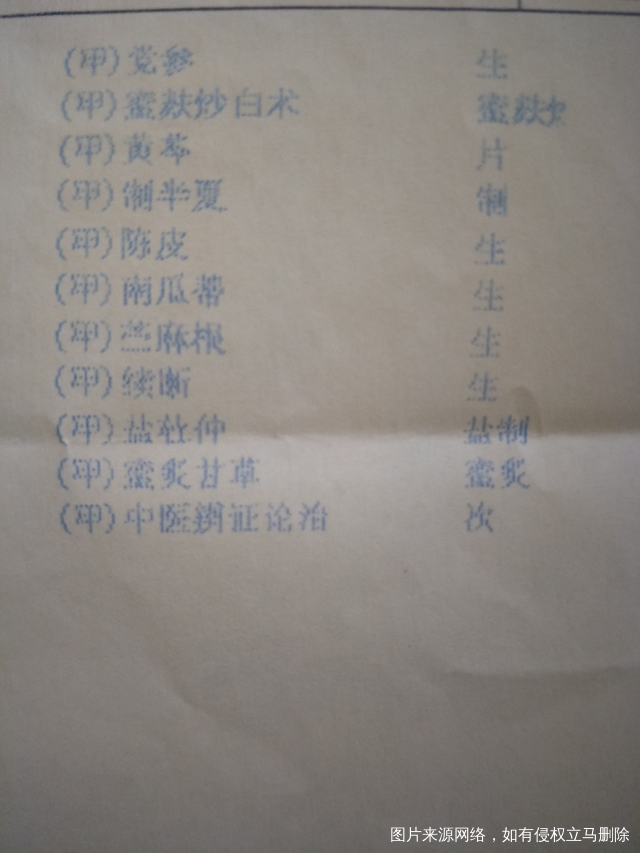 (甲)党参 生
(甲)蜜麸炒白术 蜜麸炒
(甲)黄芩 片
(甲)制半夏 制
(甲)陈皮 生
(甲)南瓜蒂 生
(甲)苎麻根 生
(甲)续断 生
(甲)盐杜仲 盐制
(甲)蜜炙甘草 蜜炙
(甲)中医辨证论治 次
图片来源网络，如有侵权立马删除